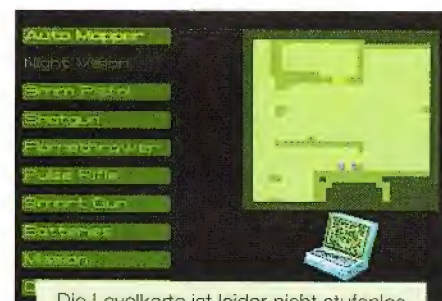 Auto Mapper
Night Vision
9mm Pistol
Shotgun
Flamethrower
Pulse Rifle
Smart Gun
Batteries
Mission
Die Levelkarte ist leider nicht stufenlos